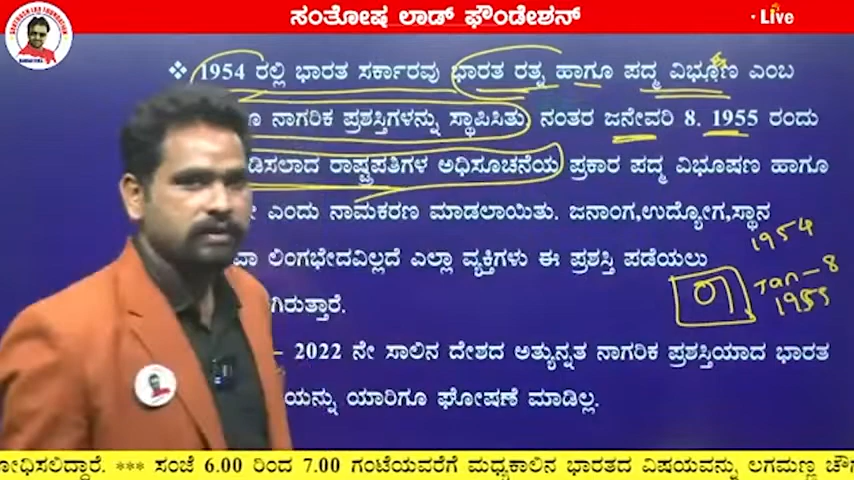 ಸಂತೋಷ ಲಾಡ್ ಫೌಂಡೇಶನ್
Live
SANTHOSH LAD FOUNDATION
❖ 1954 ರಲ್ಲಿ ಭಾರತ ಸರ್ಕಾರವು ಭಾರತ ರತ್ನ ಹಾಗೂ ಪದ್ಮ ವಿಭೂಷಣ ಎಂಬ
ನಾಗರಿಕ ಪ್ರಶಸ್ತಿಗಳನ್ನು ಸ್ಥಾಪಿಸಿತು ನಂತರ ಜನೇವರಿ 8. 1955 ರಂದು
ರಾಷ್ಟ್ರಪತಿಗಳ ಅಧಿಸೂಚನೆಯ ಪ್ರಕಾರ ಪದ್ಮ ವಿಭೂಷಣ ಹಾಗೂ
ಎಂದು ನಾಮಕರಣ ಮಾಡಲಾಯಿತು. ಜನಾಂಗ,ಉದ್ಯೋಗ,ಸ್ಥಾನ
ಲಿಂಗಭೇದವಿಲ್ಲದೆ ಎಲ್ಲಾ ವ್ಯಕ್ತಿಗಳು ಈ ಪ್ರಶಸ್ತಿ ಪಡೆಯಲು
1954
Jan-8
1955
– 2022 ನೇ ಸಾಲಿನ ದೇಶದ ಅತ್ಯುನ್ನತ ನಾಗರಿಕ ಪ್ರಶಸ್ತಿಯಾದ ಭಾರತ
ಯಾರಿಗೂ ಘೋಷಣೆ ಮಾಡಿಲ್ಲ.
*** ಸಂಜೆ 6.00 ರಿಂದ 7.00 ಗಂಟೆಯವರೆಗೆ ಮಧ್ಯಕಾಲಿನ ಭಾರತದ ವಿಷಯವನ್ನು ಲಗಮಣ್ಣ